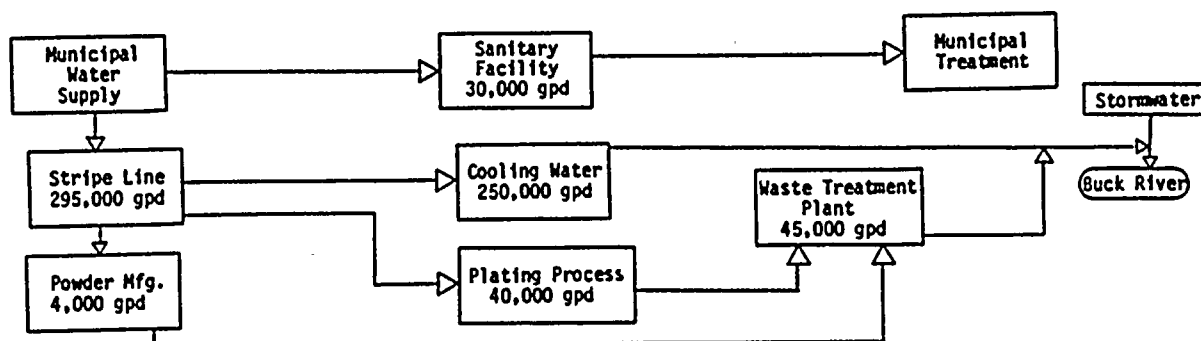 Municipal
Water
Supply
Sanitary
Facility
30,000 gpd
Municipal
Treatment
Stormwater
Stripe Line
295,000 gpd
Cooling Water
250,000 gpd
Waste Treatment
Plant
45,000 gpd
Buck River
Powder Mfg.
4,000 gpd
Plating Process
40,000 gpd